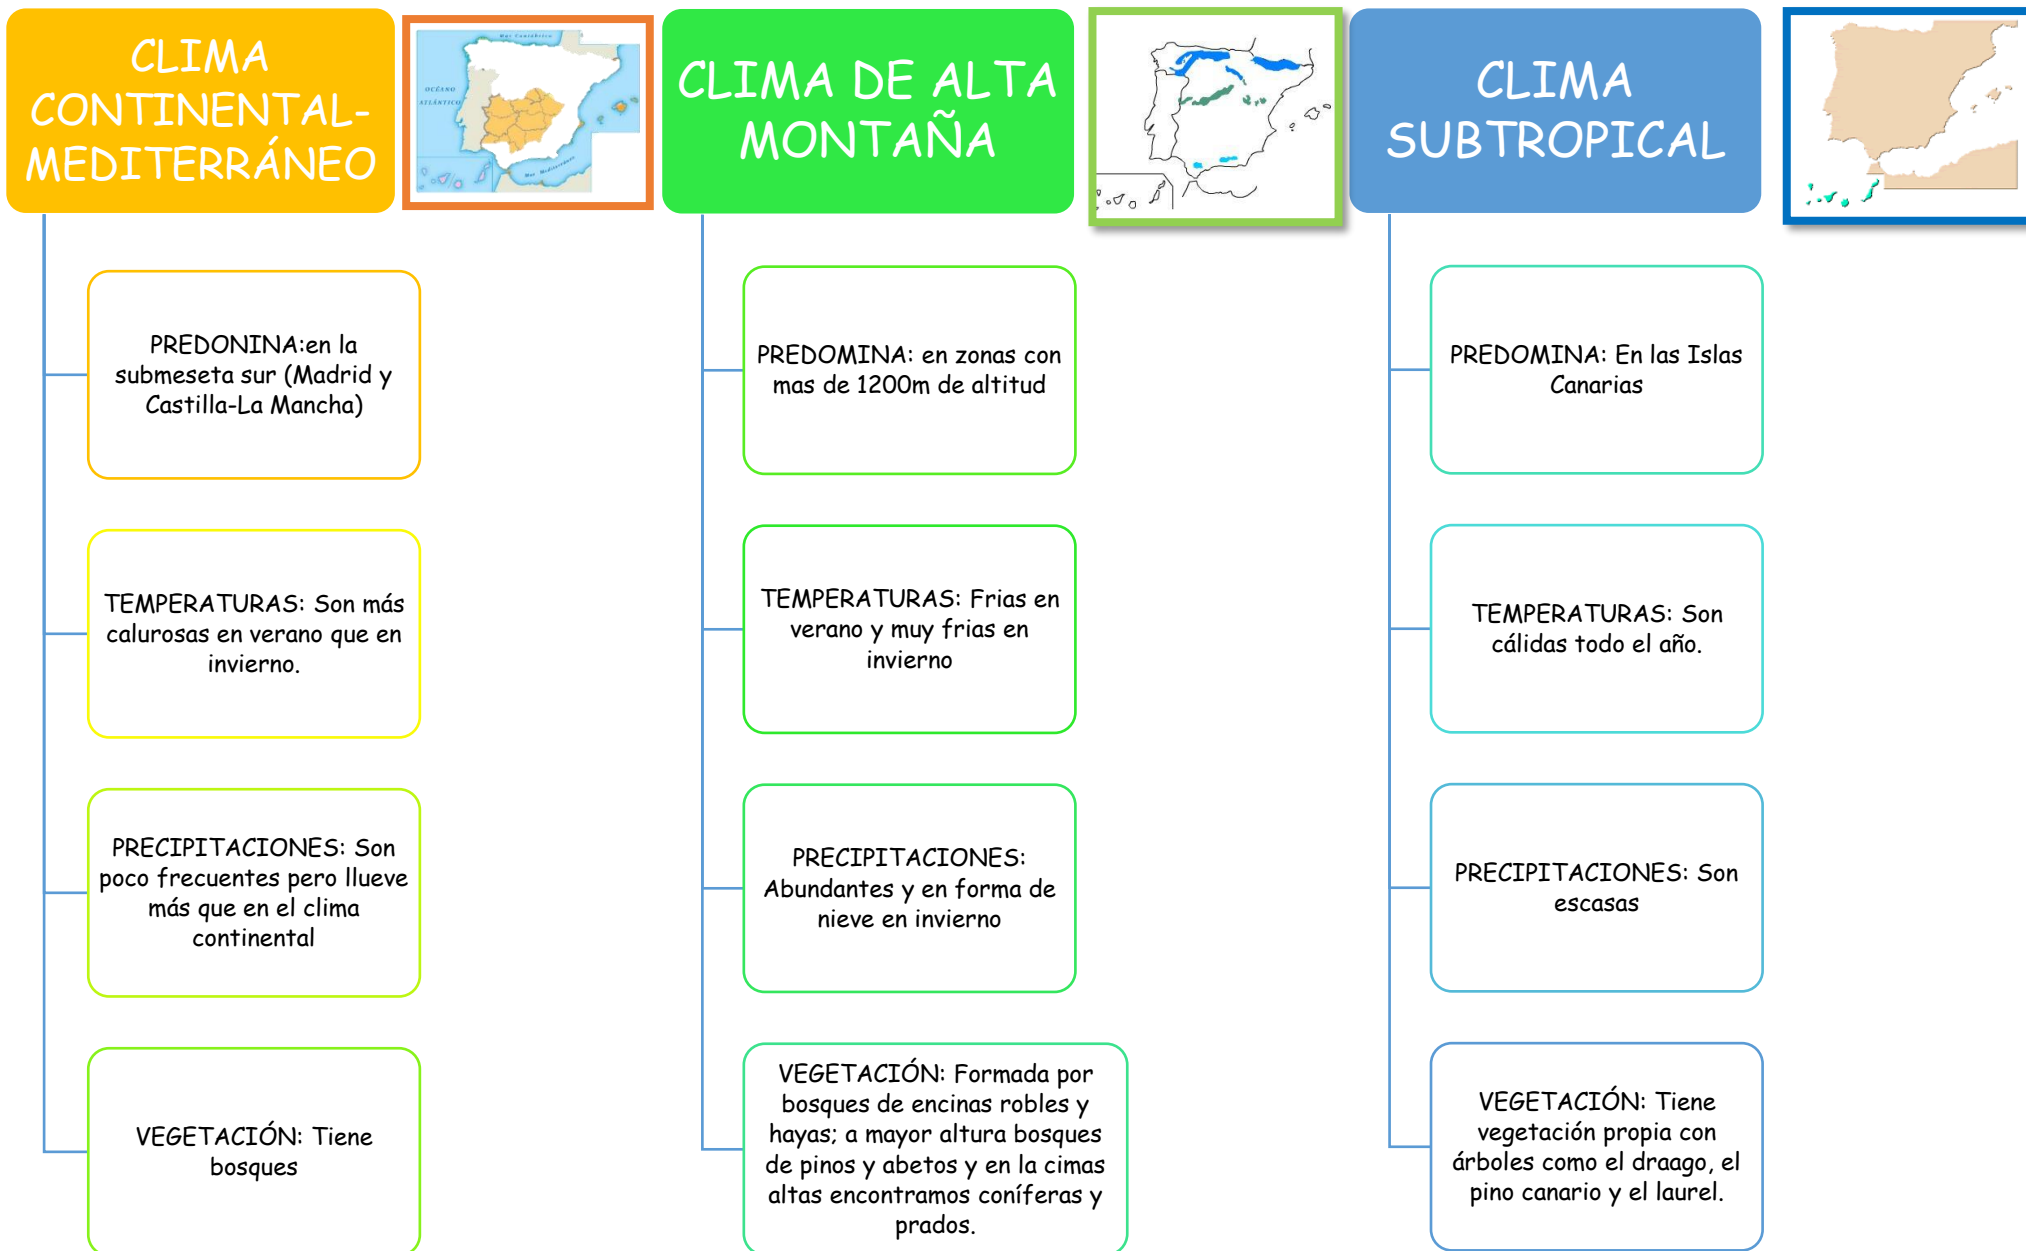 CLIMA
CONTINENTAL-
MEDITERRÁNEO
Mar Cantábrico
OCÉANO
ATLÁNTICO
Mar Mediterráneo
PREDONINA:en la
submeseta sur (Madrid y
Castilla-La Mancha)
TEMPERATURAS: Son más
calurosas en verano que en
invierno.
PRECIPITACIONES: Son
poco frecuentes pero llueve
más que en el clima
continental
VEGETACIÓN: Tiene
bosques
CLIMA DE ALTA
MONTAÑA
PREDOMINA: en zonas con
mas de 1200m de altitud
TEMPERATURAS: Frias en
verano y muy frias en
invierno
PRECIPITACIONES:
Abundantes y en forma de
nieve en invierno
VEGETACIÓN: Formada por
bosques de encinas robles y
hayas; a mayor altura bosques
de pinos y abetos y en la cimas
altas encontramos coníferas y
prados.
CLIMA
SUBTROPICAL
PREDOMINA: En las Islas
Canarias
TEMPERATURAS: Son
cálidas todo el año.
PRECIPITACIONES: Son
escasas
VEGETACIÓN: Tiene
vegetación propia con
árboles como el draago, el
pino canario y el laurel.